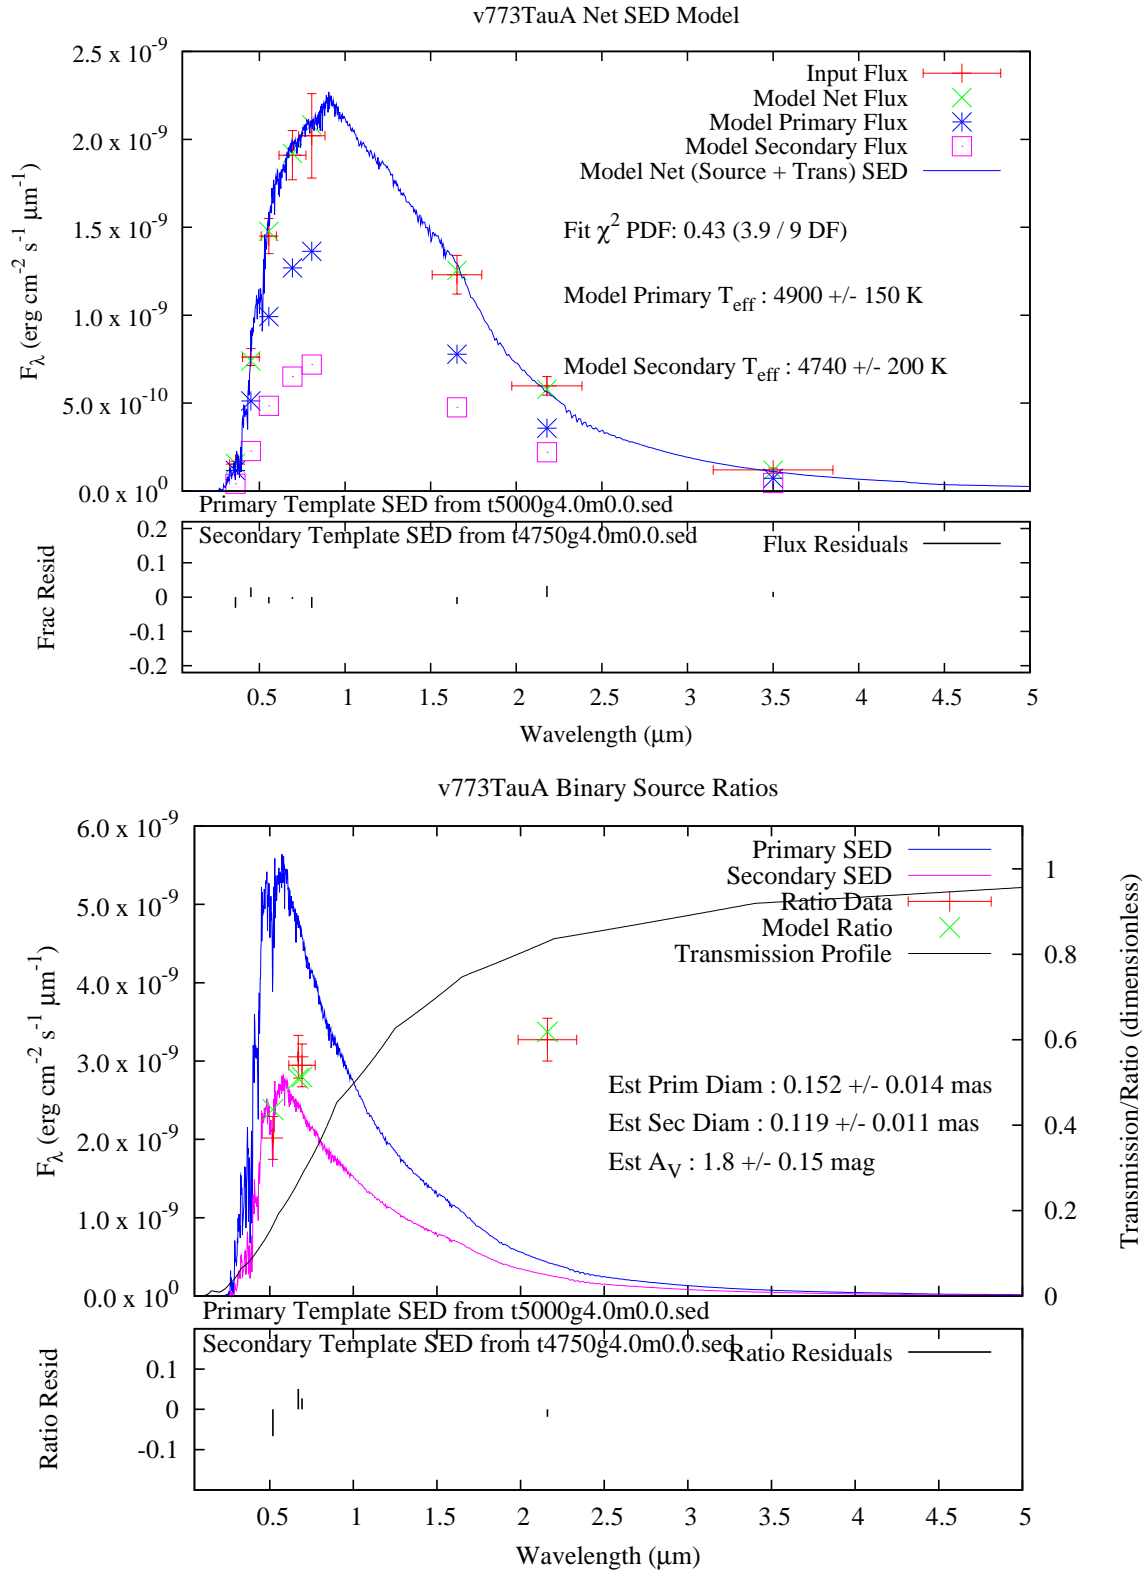 v773TauA Net SED Model
2.5 x 10⁻⁹
2.0 x 10⁻⁹
1.5 x 10⁻⁹
1.0 x 10⁻⁹
5.0 x 10⁻¹⁰
0.0 x 10⁰
F_λ (erg cm⁻² s⁻¹ μm⁻¹)
Input Flux
Model Net Flux
Model Primary Flux
Model Secondary Flux
Model Net (Source + Trans) SED
Fit χ² PDF: 0.43 (3.9 / 9 DF)
Model Primary T_eff : 4900 +/- 150 K
Model Secondary T_eff : 4740 +/- 200 K
Primary Template SED from t5000g4.0m0.0.sed
Secondary Template SED from t4750g4.0m0.0.sed
Flux Residuals
0.2
0.1
0
-0.1
-0.2
Frac Resid
0.5 1 1.5 2 2.5 3 3.5 4 4.5 5
Wavelength (μm)
v773TauA Binary Source Ratios
6.0 x 10⁻⁹
5.0 x 10⁻⁹
4.0 x 10⁻⁹
3.0 x 10⁻⁹
2.0 x 10⁻⁹
1.0 x 10⁻⁹
0.0 x 10⁰
F_λ (erg cm⁻² s⁻¹ μm⁻¹)
Primary SED
Secondary SED
Ratio Data
Model Ratio
Transmission Profile
Est Prim Diam : 0.152 +/- 0.014 mas
Est Sec Diam : 0.119 +/- 0.011 mas
Est A_V : 1.8 +/- 0.15 mag
1
0.8
0.6
0.4
0.2
0
Transmission/Ratio (dimensionless)
Primary Template SED from t5000g4.0m0.0.sed
Secondary Template SED from t4750g4.0m0.0.sed
Ratio Residuals
0.1
0
-0.1
Ratio Resid
0.5 1 1.5 2 2.5 3 3.5 4 4.5 5
Wavelength (μm)